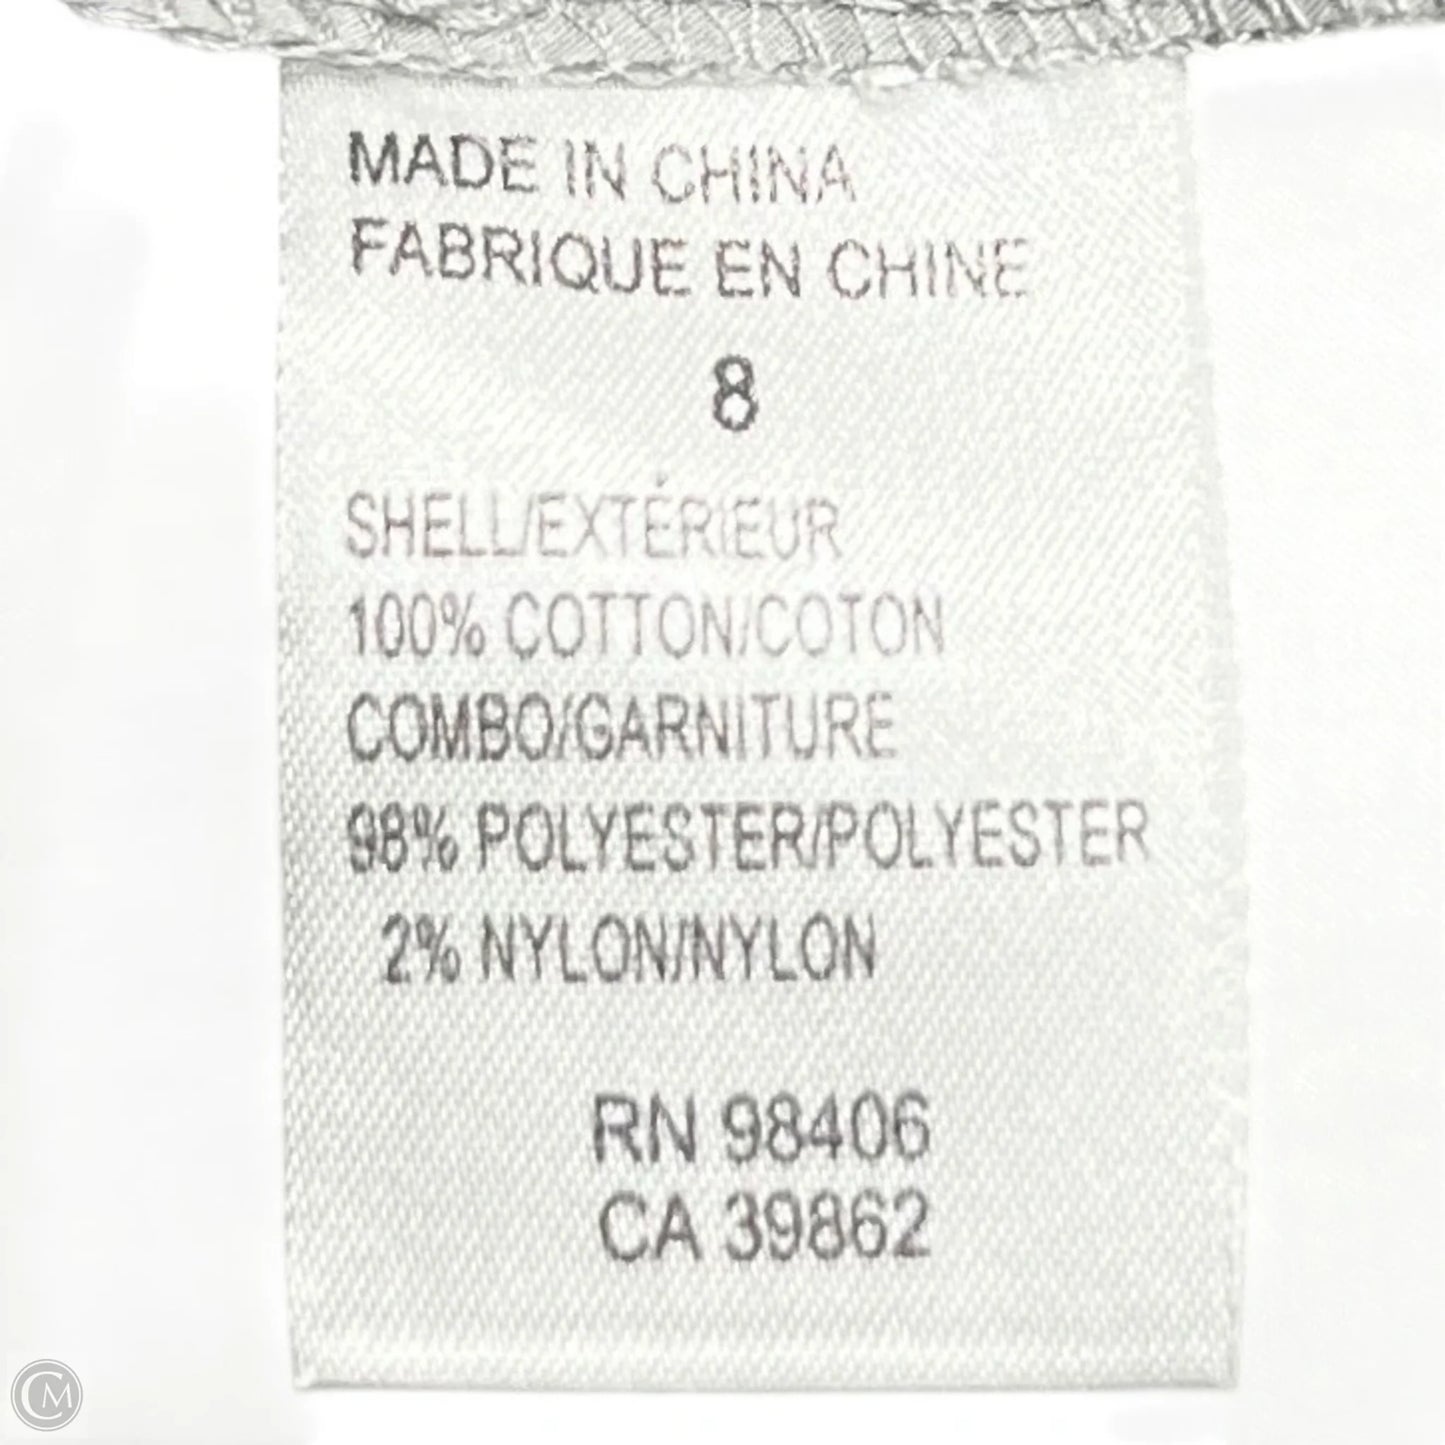 MADE IN CHINA
FABRIQUE EN CHINE
8
SHELL/EXTÉRIEUR
100% COTTON/COTON
COMBO/GARNITURE
98% POLYESTER/POLYESTER
2% NYLON/NYLON
RN 98406
CA 39862
CM